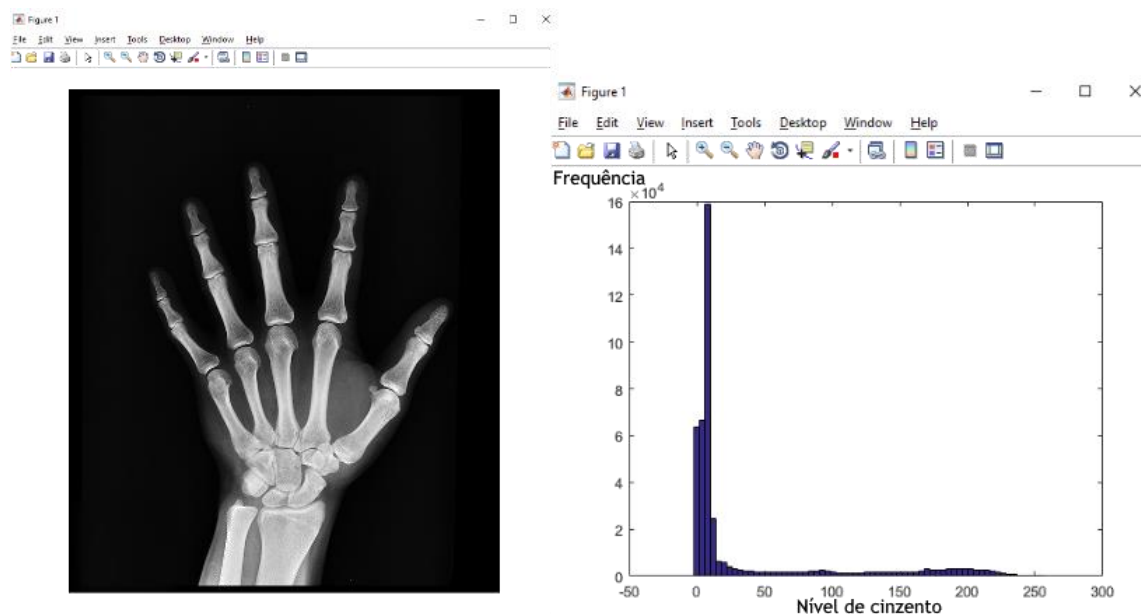 Figure 1
File Edit View Insert Tools Desktop Window Help
Figure 1
File Edit View Insert Tools Desktop Window Help
Frequência
×10⁴
16
14
12
10
8
6
4
2
0
-50 0 50 100 150 200 250 300
Nível de cinzento